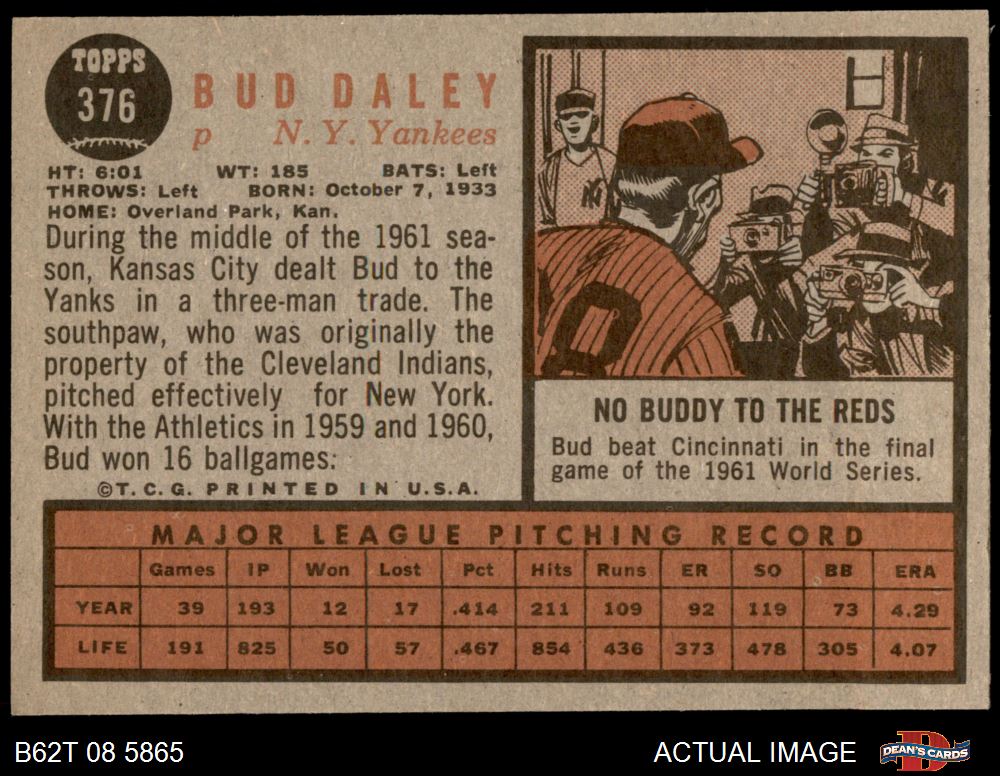 TOPPS
376
BUD DALEY
p N. Y. Yankees
HT: 6:01 WT: 185 BATS: Left
THROWS: Left BORN: October 7, 1933
HOME: Overland Park, Kan.
During the middle of the 1961 sea-
son, Kansas City dealt Bud to the
Yanks in a three-man trade. The
southpaw, who was originally the
property of the Cleveland Indians,
pitched effectively for New York.
With the Athletics in 1959 and 1960,
Bud won 16 ballgames:
©T. C. G. PRINTED IN U.S.A.
NY
NO BUDDY TO THE REDS
Bud beat Cincinnati in the final
game of the 1961 World Series.
MAJOR LEAGUE PITCHING RECORD
Games IP Won Lost Pct Hits Runs ER SO BB ERA
YEAR 39 193 12 17 .414 211 109 92 119 73 4.29
LIFE 191 825 50 57 .467 854 436 373 478 305 4.07
B62T 08 5865
ACTUAL IMAGE
D
DEAN'S CARDS